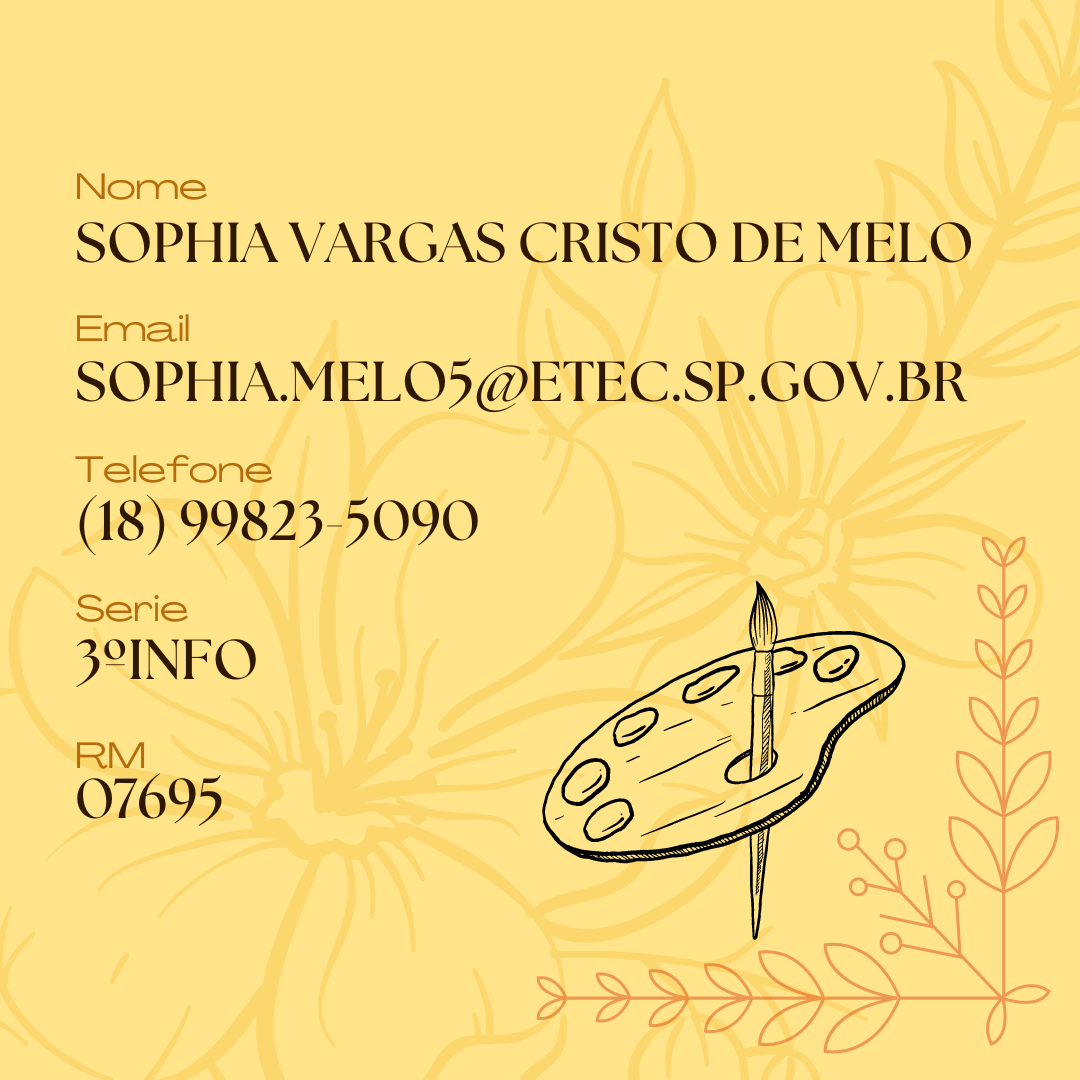 Nome
SOPHIA VARGAS CRISTO DE MELO
Email
SOPHIA.MELO5@ETEC.SP.GOV.BR
Telefone
(18) 99823-5090
Serie
3ºINFO
RM
07695